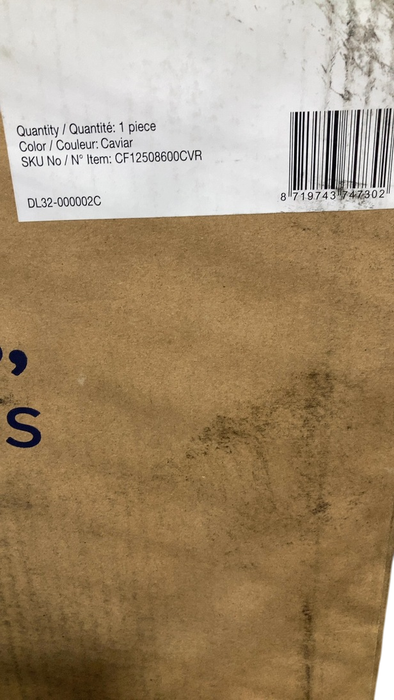 Quantity / Quantité: 1 piece
Color / Couleur: Caviar
SKU No / N° Item: CF12508600CVR
DL32-000002C
8 719743 747302
,
s